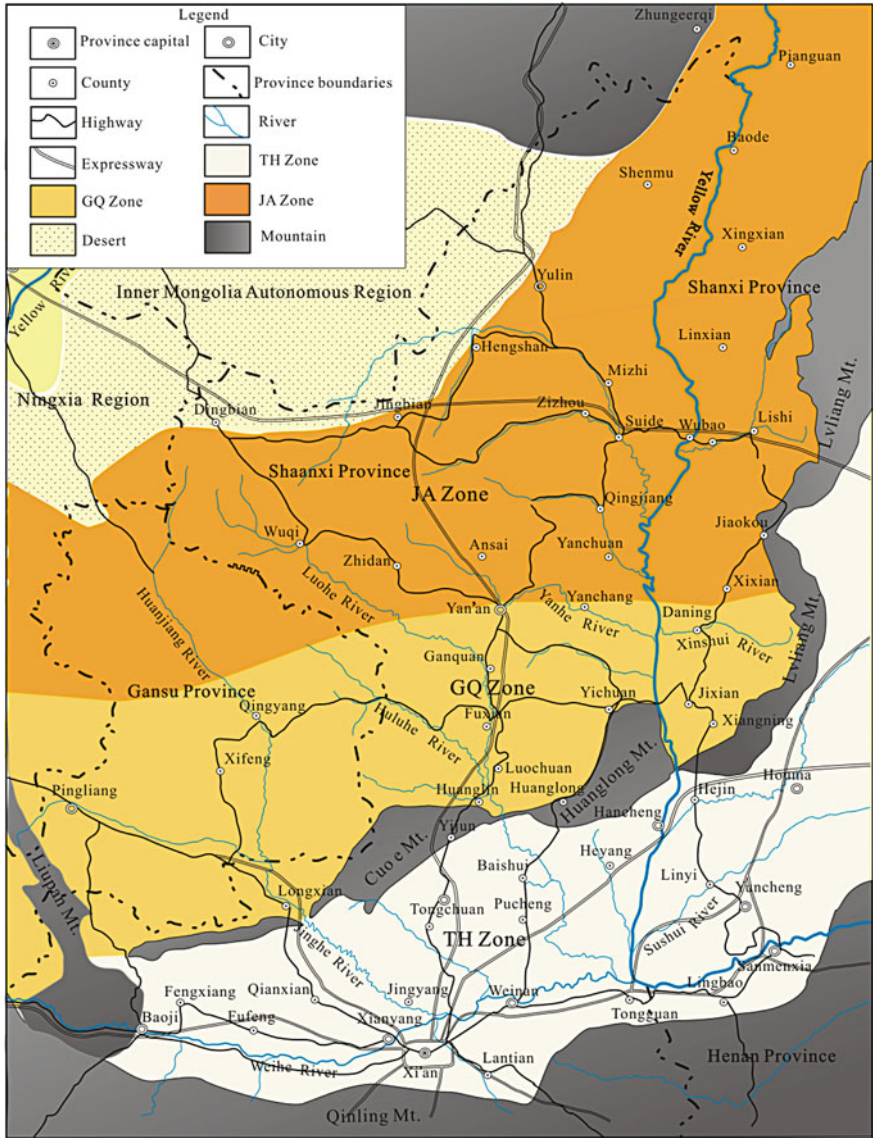 Legend
Province capital
City
County
Province boundaries
Highway
River
Expressway
TH Zone
GQ Zone
JA Zone
Desert
Mountain
Zhungeerqi
Pianguan
Baode
Shenmu
Yellow River
Xingxian
Yellow River
Yulin
Inner Mongolia Autonomous Region
Shanxi Province
Linxian
Hengshan
Mizhi
Lvliang Mt.
Ningxia Region
Dingbian
Jingbian
Zizhou
Suide
Wubao
Lishi
Shaanxi Province
JA Zone
Qingjiang
Jiaokou
Wuqi
Zhidan
Ansai
Yanchuan
Luohe River
Xixian
Huanjiang River
Yan'an
Yanchang
Yanhe River
Daning
Xinshui River
Lvliang Mt.
Ganquan
Gansu Province
GQ Zone
Qingyang
Yichuan
Jixian
Huluhe River
Fuxian
Xiangning
Xifeng
Luochuan
Huanglong Mt.
Pingliang
Huanglin
Huanglong
Houma
Hejin
Hancheng
Liupan Mt.
Cuo e Mt.
Yijun
Heyang
Baishui
Linyi
Longxian
Tongchuan
Pucheng
Yancheng
TH Zone
Sushui River
Jinghe River
Sanmenxia
Fengxiang
Qianxian
Jingyang
Weinan
Lingbao
Baoji
Fufeng
Xianyang
Tongguan
Weihe River
Xi'an
Lantian
Henan Province
Qinling Mt.